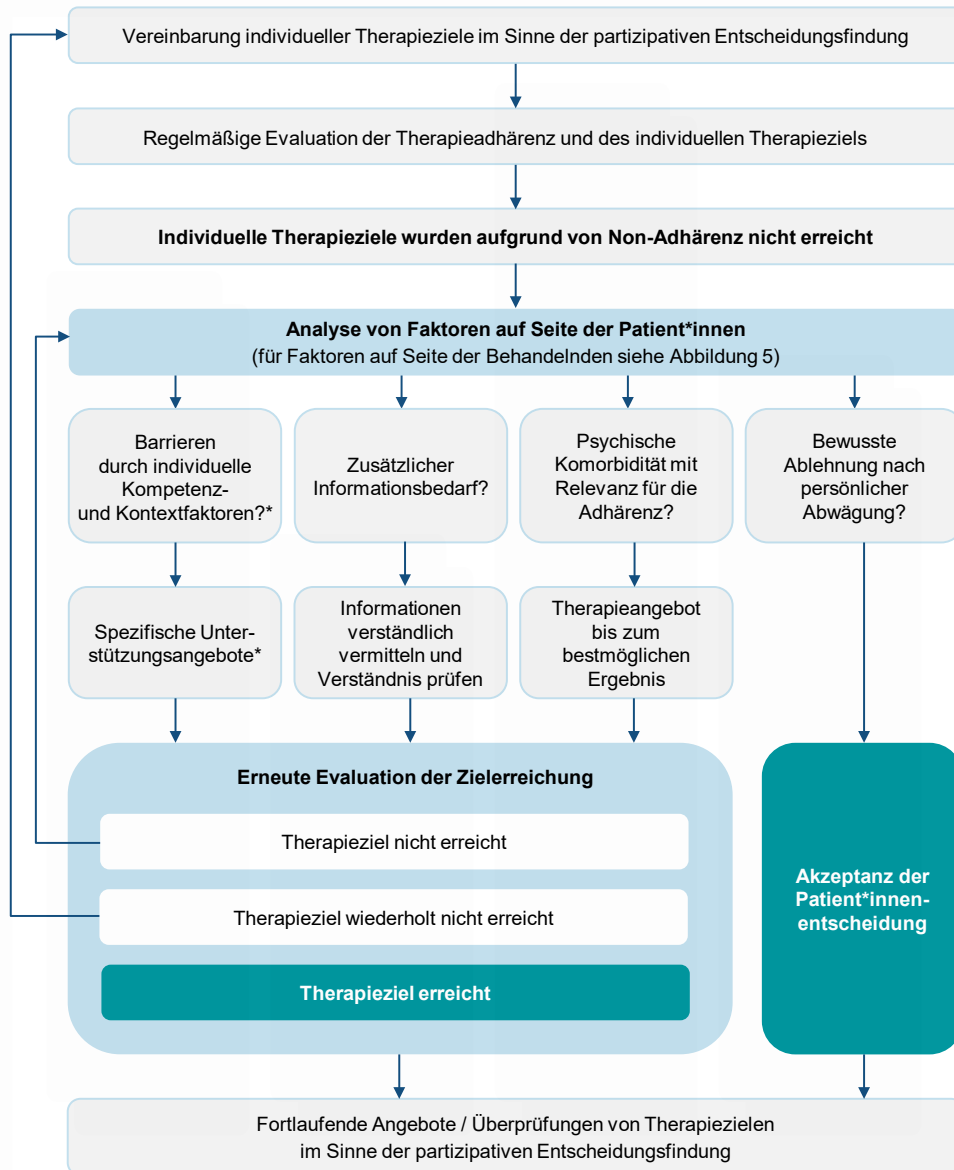 Vereinbarung individueller Therapieziele im Sinne der partizipativen Entscheidungsfindung
Regelmäßige Evaluation der Therapieadhärenz und des individuellen Therapieziels
Individuelle Therapieziele wurden aufgrund von Non-Adhärenz nicht erreicht
Analyse von Faktoren auf Seite der Patient*innen
(für Faktoren auf Seite der Behandelnden siehe Abbildung 5)
Barrieren
durch individuelle
Kompetenz-
und Kontextfaktoren?*
Zusätzlicher
Informationsbedarf?
Psychische
Komorbidität mit
Relevanz für die
Adhärenz?
Bewusste
Ablehnung nach
persönlicher
Abwägung?
Spezifische Unter-
stützungsangebote*
Informationen
verständlich
vermitteln und
Verständnis prüfen
Therapieangebot
bis zum
bestmöglichen
Ergebnis
Erneute Evaluation der Zielerreichung
Therapieziel nicht erreicht
Therapieziel wiederholt nicht erreicht
Therapieziel erreicht
Akzeptanz der
Patient*innen-
entscheidung
Fortlaufende Angebote / Überprüfungen von Therapiezielen
im Sinne der partizipativen Entscheidungsfindung